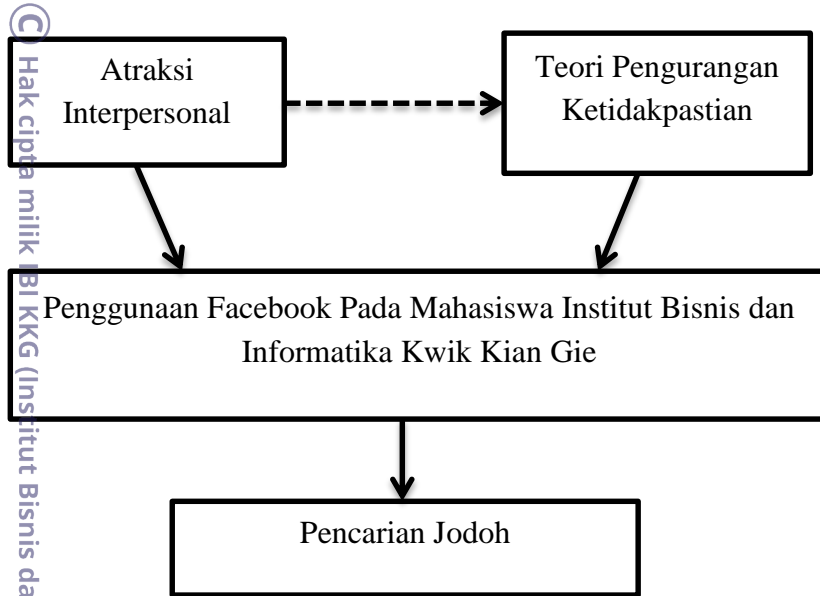 Atraksi
Interpersonal
Teori Pengurangan
Ketidakpastian
Penggunaan Facebook Pada Mahasiswa Institut Bisnis dan
Informatika Kwik Kian Gie
Pencarian Jodoh
© Hak cipta milik IBI KKG (Institut Bisnis da